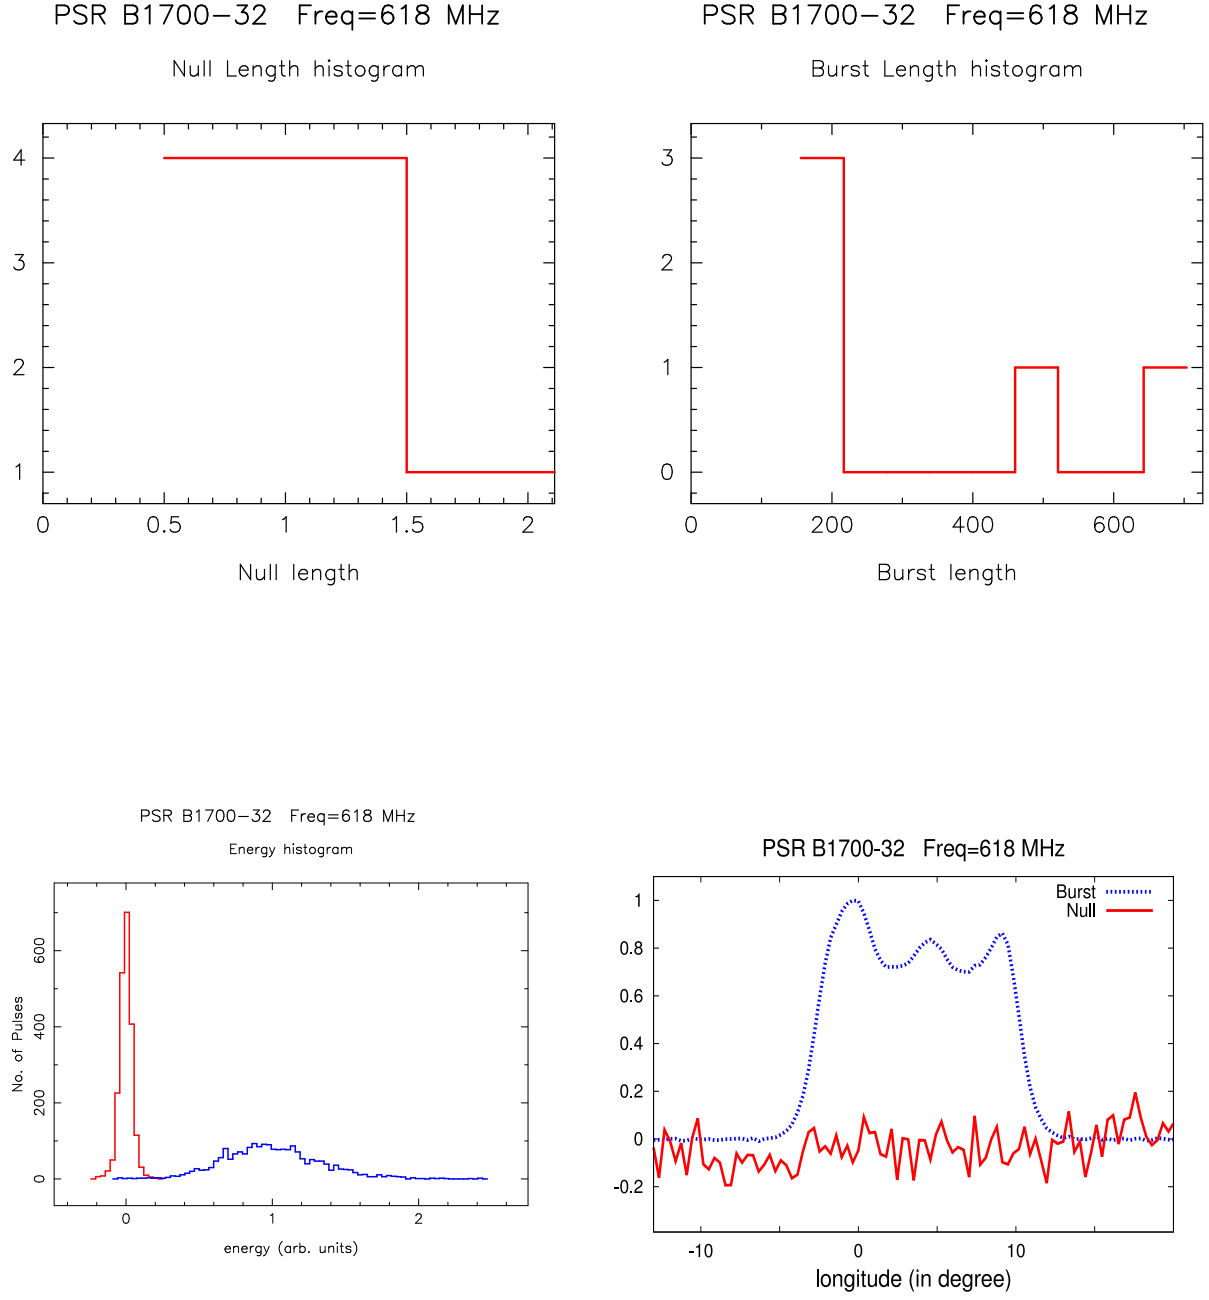 PSR B1700-32 Freq=618 MHz
Null Length histogram
4
3
2
1
0 0.5 1 1.5 2
Null length
PSR B1700-32 Freq=618 MHz
Burst Length histogram
3
2
1
0
0 200 400 600
Burst length
PSR B1700-32 Freq=618 MHz
Energy histogram
No. of Pulses
600
400
200
0
0 1 2
energy (arb. units)
PSR B1700-32 Freq=618 MHz
Burst
Null
1
0.8
0.6
0.4
0.2
0
-0.2
-10 0 10
longitude (in degree)